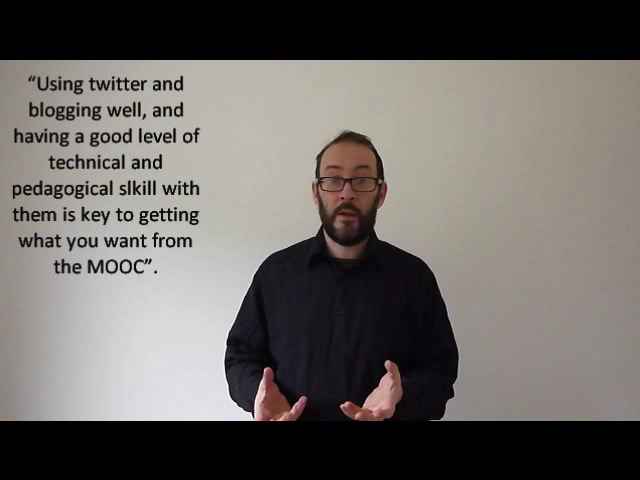 “Using twitter and
blogging well, and
having a good level of
technical and
pedagogical slkill with
them is key to getting
what you want from
the MOOC”.